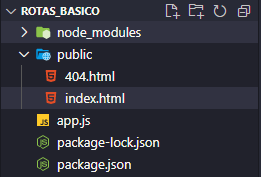 ROTAS_BASICO
node_modules
public
404.html
index.html
app.js
package-lock.json
package.json